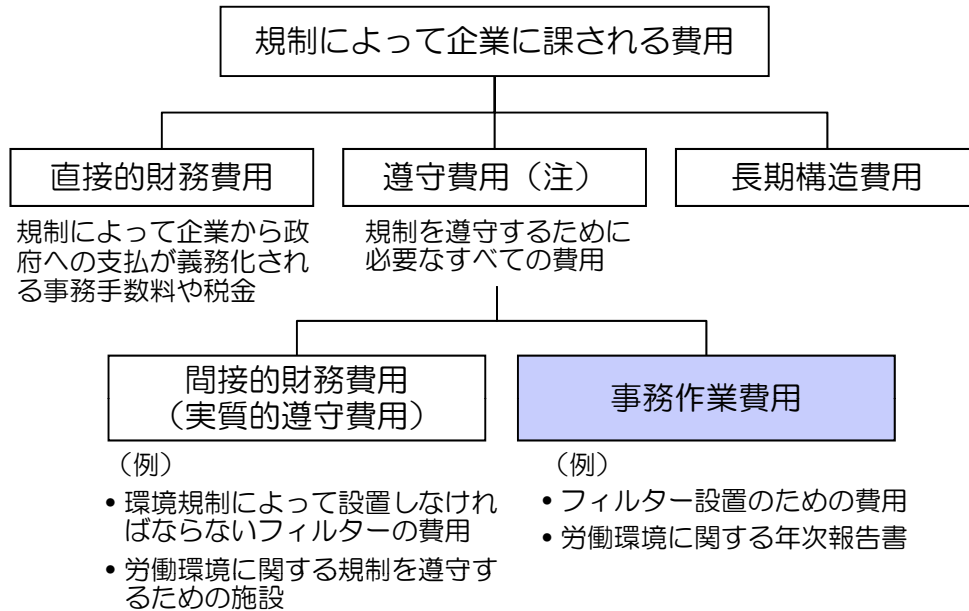 規制によって企業に課される費用
直接的財務費用
遵守費用（注）
長期構造費用
規制によって企業から政
府への支払が義務化され
る事務手数料や税金
規制を遵守するために
必要なすべての費用
間接的財務費用
（実質的遵守費用）
事務作業費用
（例）
•環境規制によって設置しなけれ
ばならないフィルターの費用
•労働環境に関する規制を遵守す
るための施設
（例）
•フィルター設置のための費用
•労働環境に関する年次報告書